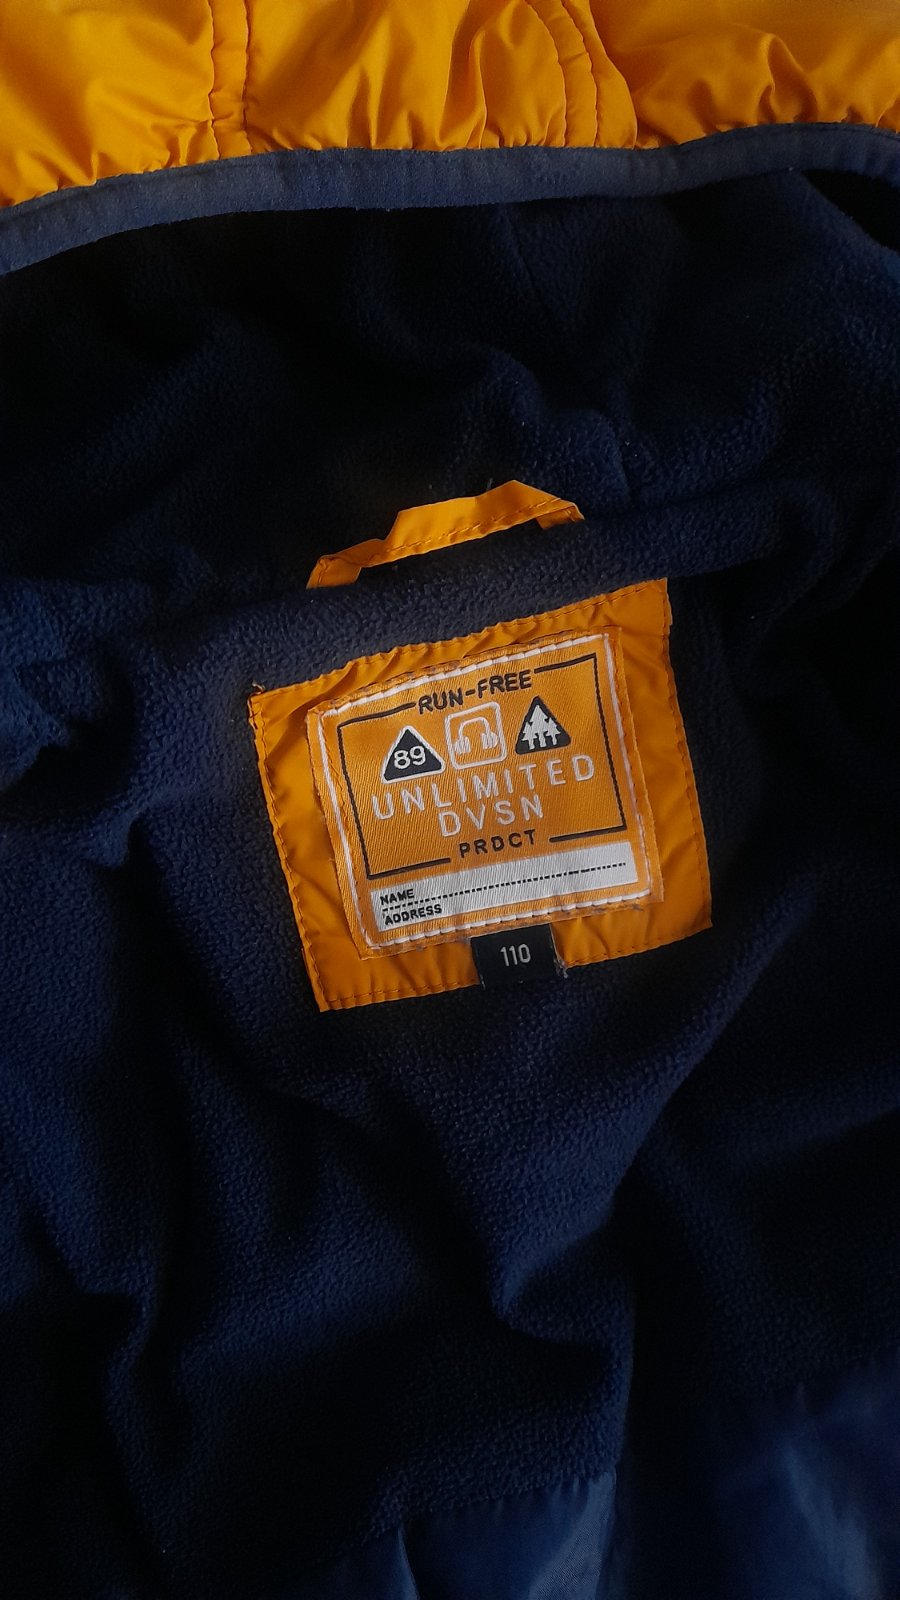 RUN-FREE
89
UNLIMITED
DVSN
PRDCT
NAME
ADDRESS
110